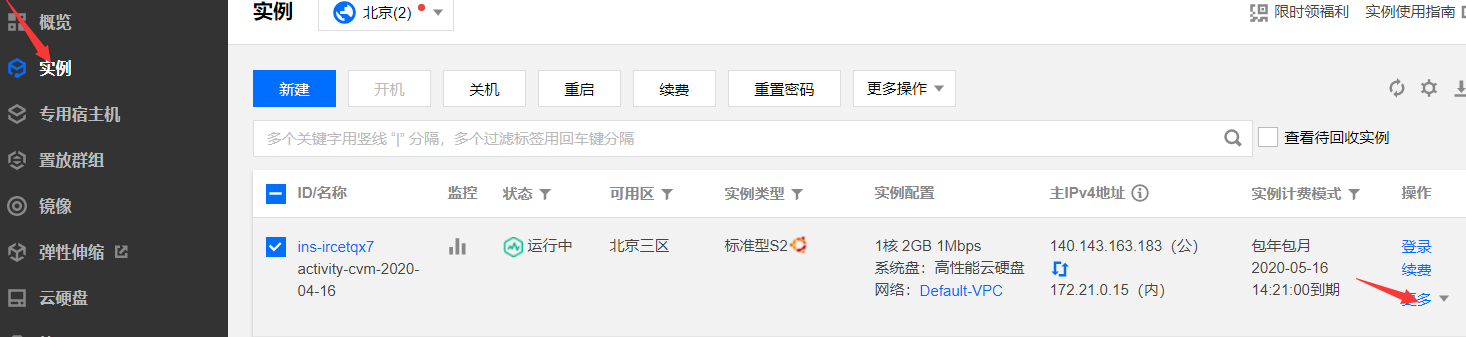 概览
实例
专用宿主机
置放群组
镜像
弹性伸缩
云硬盘
实例
北京(2)
限时领福利
实例使用指南
新建
开机
关机
重启
续费
重置密码
更多操作
多个关键字用竖线 “|” 分隔，多个过滤标签用回车键分隔
查看待回收实例
ID/名称
监控
状态
可用区
实例类型
实例配置
主IPv4地址
实例计费模式
操作
ins-ircetqx7
activity-cvm-2020-
04-16
运行中
北京三区
标准型S2
1核 2GB 1Mbps
系统盘：高性能云硬盘
网络：Default-VPC
140.143.163.183（公）
172.21.0.15（内）
包年包月
2020-05-16
14:21:00到期
登录
续费
更多